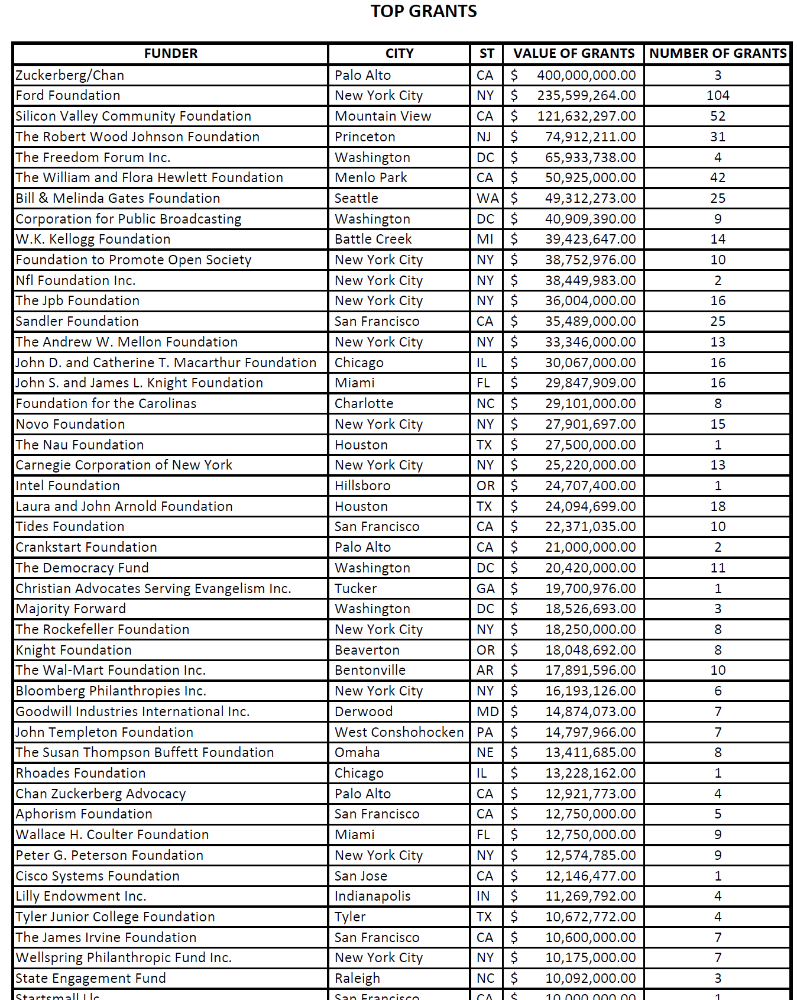 TOP GRANTS
FUNDER CITY ST VALUE OF GRANTS NUMBER OF GRANTS
Zuckerberg/Chan Palo Alto CA $ 400,000,000.00 3
Ford Foundation New York City NY $ 235,599,264.00 104
Silicon Valley Community Foundation Mountain View CA $ 121,632,297.00 52
The Robert Wood Johnson Foundation Princeton NJ $ 74,912,211.00 31
The Freedom Forum Inc. Washington DC $ 65,933,738.00 4
The William and Flora Hewlett Foundation Menlo Park CA $ 50,925,000.00 42
Bill & Melinda Gates Foundation Seattle WA $ 49,312,273.00 25
Corporation for Public Broadcasting Washington DC $ 40,909,390.00 9
W.K. Kellogg Foundation Battle Creek MI $ 39,423,647.00 14
Foundation to Promote Open Society New York City NY $ 38,752,976.00 10
Nfl Foundation Inc. New York City NY $ 38,449,983.00 2
The Jpb Foundation New York City NY $ 36,004,000.00 16
Sandler Foundation San Francisco CA $ 35,489,000.00 25
The Andrew W. Mellon Foundation New York City NY $ 33,346,000.00 13
John D. and Catherine T. Macarthur Foundation Chicago IL $ 30,067,000.00 16
John S. and James L. Knight Foundation Miami FL $ 29,847,909.00 16
Foundation for the Carolinas Charlotte NC $ 29,101,000.00 8
Novo Foundation New York City NY $ 27,901,697.00 15
The Nau Foundation Houston TX $ 27,500,000.00 1
Carnegie Corporation of New York New York City NY $ 25,220,000.00 13
Intel Foundation Hillsboro OR $ 24,707,400.00 1
Laura and John Arnold Foundation Houston TX $ 24,094,699.00 18
Tides Foundation San Francisco CA $ 22,371,035.00 10
Crankstart Foundation Palo Alto CA $ 21,000,000.00 2
The Democracy Fund Washington DC $ 20,420,000.00 11
Christian Advocates Serving Evangelism Inc. Tucker GA $ 19,700,976.00 1
Majority Forward Washington DC $ 18,526,693.00 3
The Rockefeller Foundation New York City NY $ 18,250,000.00 8
Knight Foundation Beaverton OR $ 18,048,692.00 8
The Wal-Mart Foundation Inc. Bentonville AR $ 17,891,596.00 10
Bloomberg Philanthropies Inc. New York City NY $ 16,193,126.00 6
Goodwill Industries International Inc. Derwood MD $ 14,874,073.00 7
John Templeton Foundation West Conshohocken PA $ 14,797,966.00 7
The Susan Thompson Buffett Foundation Omaha NE $ 13,411,685.00 8
Rhoades Foundation Chicago IL $ 13,228,162.00 1
Chan Zuckerberg Advocacy Palo Alto CA $ 12,921,773.00 4
Aphorism Foundation San Francisco CA $ 12,750,000.00 5
Wallace H. Coulter Foundation Miami FL $ 12,750,000.00 9
Peter G. Peterson Foundation New York City NY $ 12,574,785.00 9
Cisco Systems Foundation San Jose CA $ 12,146,477.00 1
Lilly Endowment Inc. Indianapolis IN $ 11,269,792.00 4
Tyler Junior College Foundation Tyler TX $ 10,672,772.00 4
The James Irvine Foundation San Francisco CA $ 10,600,000.00 7
Wellspring Philanthropic Fund Inc. New York City NY $ 10,175,000.00 7
State Engagement Fund Raleigh NC $ 10,092,000.00 3
Startsmall Llc San Francisco CA $ 10,000,000.00 1